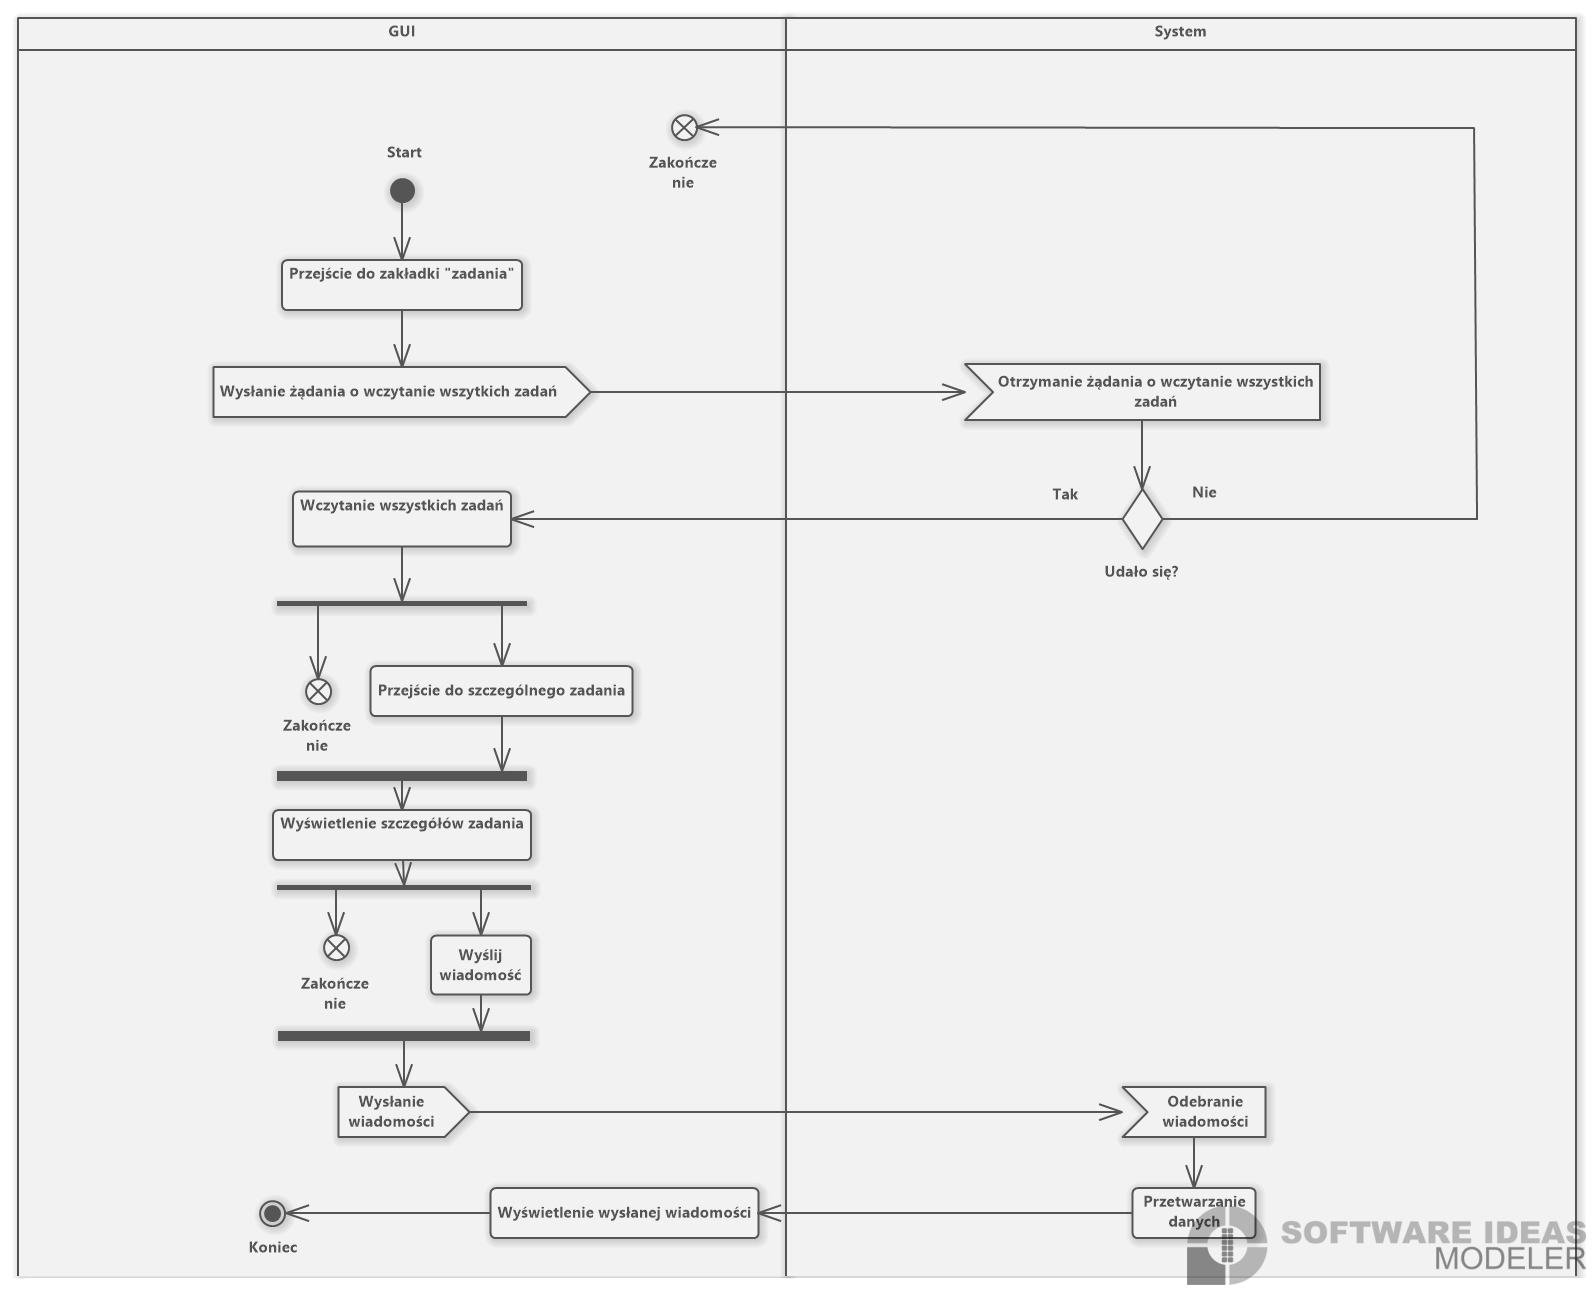 GUI
System
Zakończe
nie
Start
Przejście do zakładki "zadania"
Wysłanie żądania o wczytanie wszytkich zadań
Otrzymanie żądania o wczytanie wszystkich
zadań
Tak
Nie
Wczytanie wszystkich zadań
Udało się?
Przejście do szczególnego zadania
Zakończe
nie
Wyświetlenie szczegółów zadania
Wyślij
wiadomość
Zakończe
nie
Wysłanie
wiadomości
Odebranie
wiadomości
Przetwarzanie
danych
Wyświetlenie wysłanej wiadomości
Koniec
SOFTWARE IDEAS
MODELER